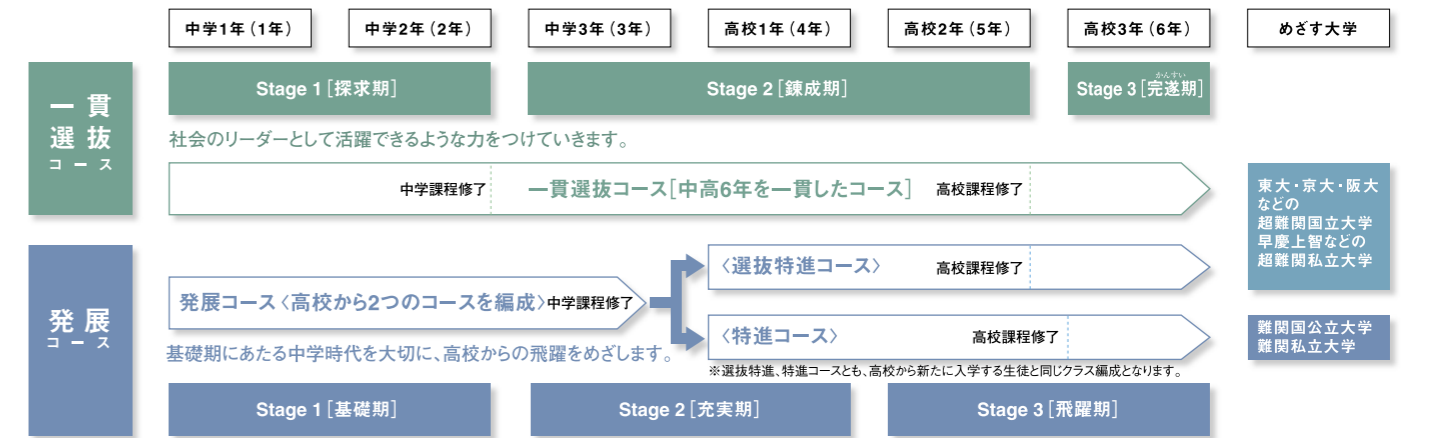 中学1年（1年）
中学2年（2年）
中学3年（3年）
高校1年（4年）
高校2年（5年）
高校3年（6年）
めざす大学
一貫
選抜
コース
Stage 1［探求期］
Stage 2［錬成期］
かんすい
Stage 3［完遂期］
社会のリーダーとして活躍できるような力をつけていきます。
中学課程修了
一貫選抜コース［中高6年を一貫したコース］
高校課程修了
東大・京大・阪大
などの
超難関国立大学
早慶上智などの
超難関私立大学
発展
コース
発展コース〈高校から2つのコースを編成〉
中学課程修了
〈選抜特進コース〉
高校課程修了
〈特進コース〉
高校課程修了
難関国公立大学
難関私立大学
基礎期にあたる中学時代を大切に、高校からの飛躍をめざします。
※選抜特進、特進コースとも、高校から新たに入学する生徒と同じクラス編成となります。
Stage 1［基礎期］
Stage 2［充実期］
Stage 3［飛躍期］